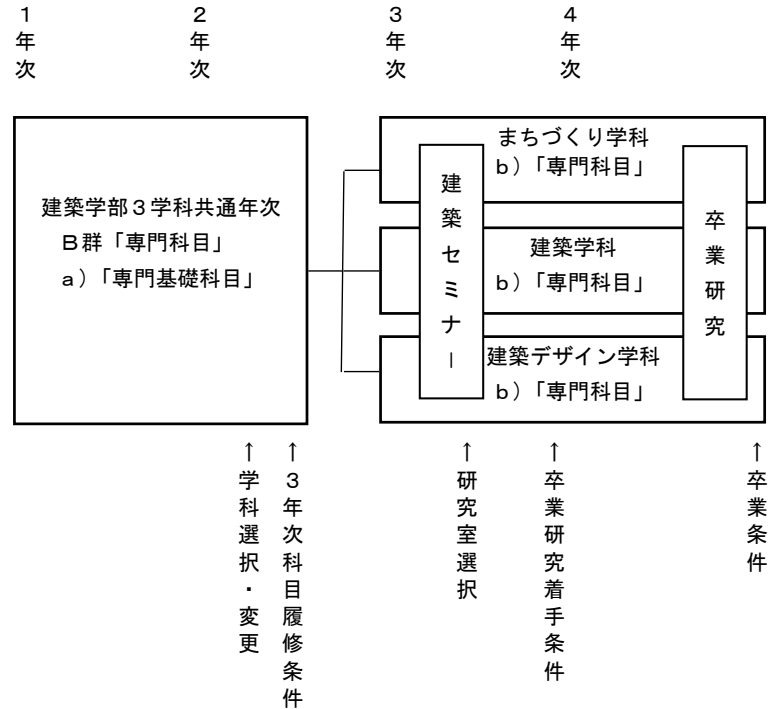 １年次
２年次
３年次
４年次
建築学部３学科共通年次
Ｂ群「専門科目」
ａ）「専門基礎科目」
まちづくり学科
ｂ）「専門科目」
建築学科
ｂ）「専門科目」
建築デザイン学科
ｂ）「専門科目」
建築セミナー
卒業研究
↑学科選択・変更
↑３年次科目履修条件
↑研究室選択
↑卒業研究着手条件
↑卒業条件